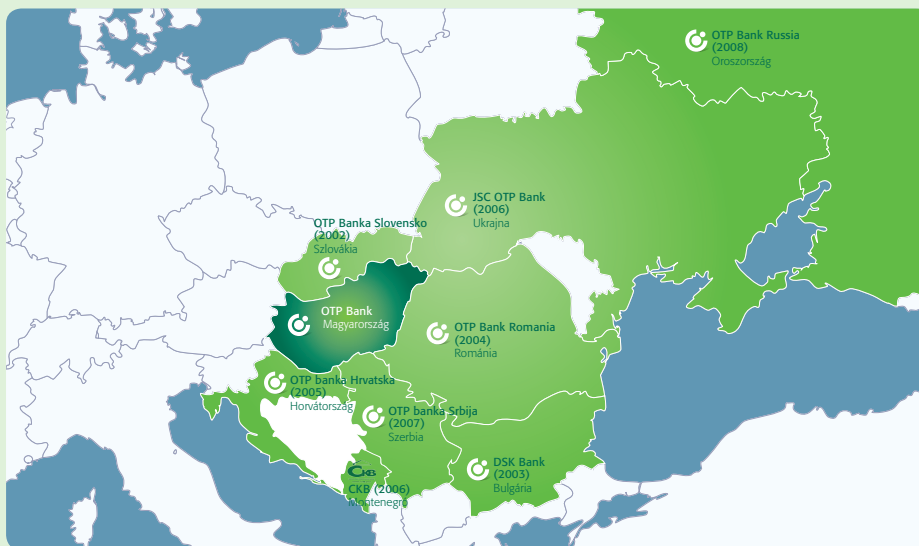 OTP Bank Russia
(2008)
Oroszország
JSC OTP Bank
(2006)
Ukrajna
OTP Banka Slovensko
(2002)
Szlovákia
OTP Bank
Magyarország
OTP Bank Romania
(2004)
Románia
OTP banka Hrvatska
(2005)
Horvátország
OTP banka Srbija
(2007)
Szerbia
DSK Bank
(2003)
Bulgária
CKB
CKB (2006)
Montenegró